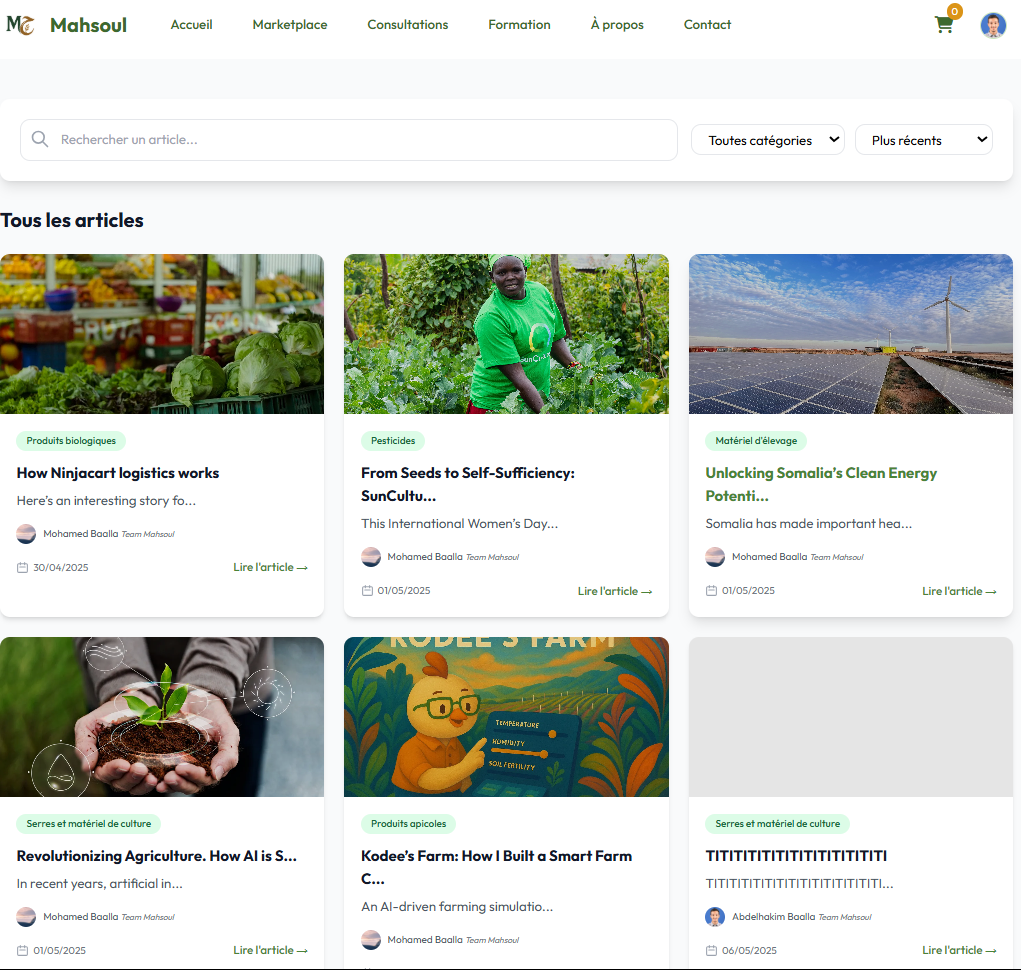 Mahsoul
Accueil
Marketplace
Consultations
Formation
À propos
Contact
0
Rechercher un article...
Toutes catégories
Plus récents
Tous les articles
SunCu
Produits biologiques
How Ninjacart logistics works
Here's an interesting story fo...
Mohamed Baalla Team Mahsoul
30/04/2025
Lire l'article →
Pesticides
From Seeds to Self-Sufficiency:
SunCultu...
This International Women's Day...
Mohamed Baalla Team Mahsoul
01/05/2025
Lire l'article →
Matériel d'élevage
Unlocking Somalia's Clean Energy
Potenti...
Somalia has made important hea...
Mohamed Baalla Team Mahsoul
01/05/2025
Lire l'article →
Serres et matériel de culture
Revolutionizing Agriculture. How AI is S...
In recent years, artificial in...
Mohamed Baalla Team Mahsoul
01/05/2025
Lire l'article →
KODEE'S FARM
TEMPERATURE
HUMIDITY
SOIL FERTILITY
Produits apicoles
Kodee's Farm: How I Built a Smart Farm
C...
An AI-driven farming simulatio...
Mohamed Baalla Team Mahsoul
Serres et matériel de culture
TITITITITITITITITITITITITI
TITITITITITITITITITITITITITI...
Abdelhakim Baalla Team Mahsoul
06/05/2025
Lire l'article →